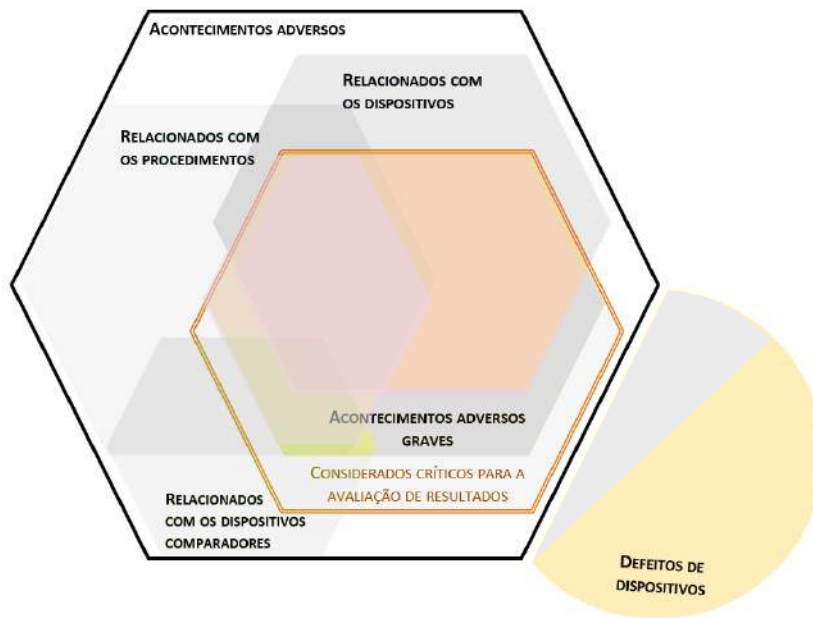 ACONTECIMENTOS ADVERSOS
RELACIONADOS COM
OS DISPOSITIVOS
RELACIONADOS COM
OS PROCEDIMENTOS
ACONTECIMENTOS ADVERSOS
GRAVES
CONSIDERADOS CRÍTICOS PARA A
AVALIAÇÃO DE RESULTADOS
RELACIONADOS
COM OS DISPOSITIVOS
COMPARADORES
DEFEITOS DE
DISPOSITIVOS